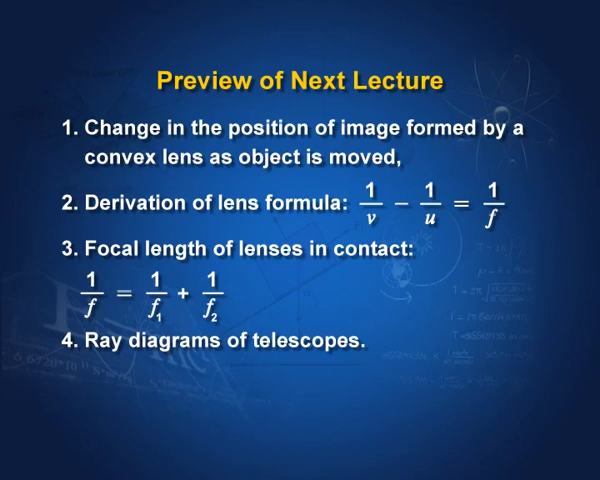 Preview of Next Lecture
1. Change in the position of image formed by a
convex lens as object is moved,
2. Derivation of lens formula: 1/v − 1/u = 1/f
3. Focal length of lenses in contact:
1/f = 1/f₁ + 1/f₂
4. Ray diagrams of telescopes.